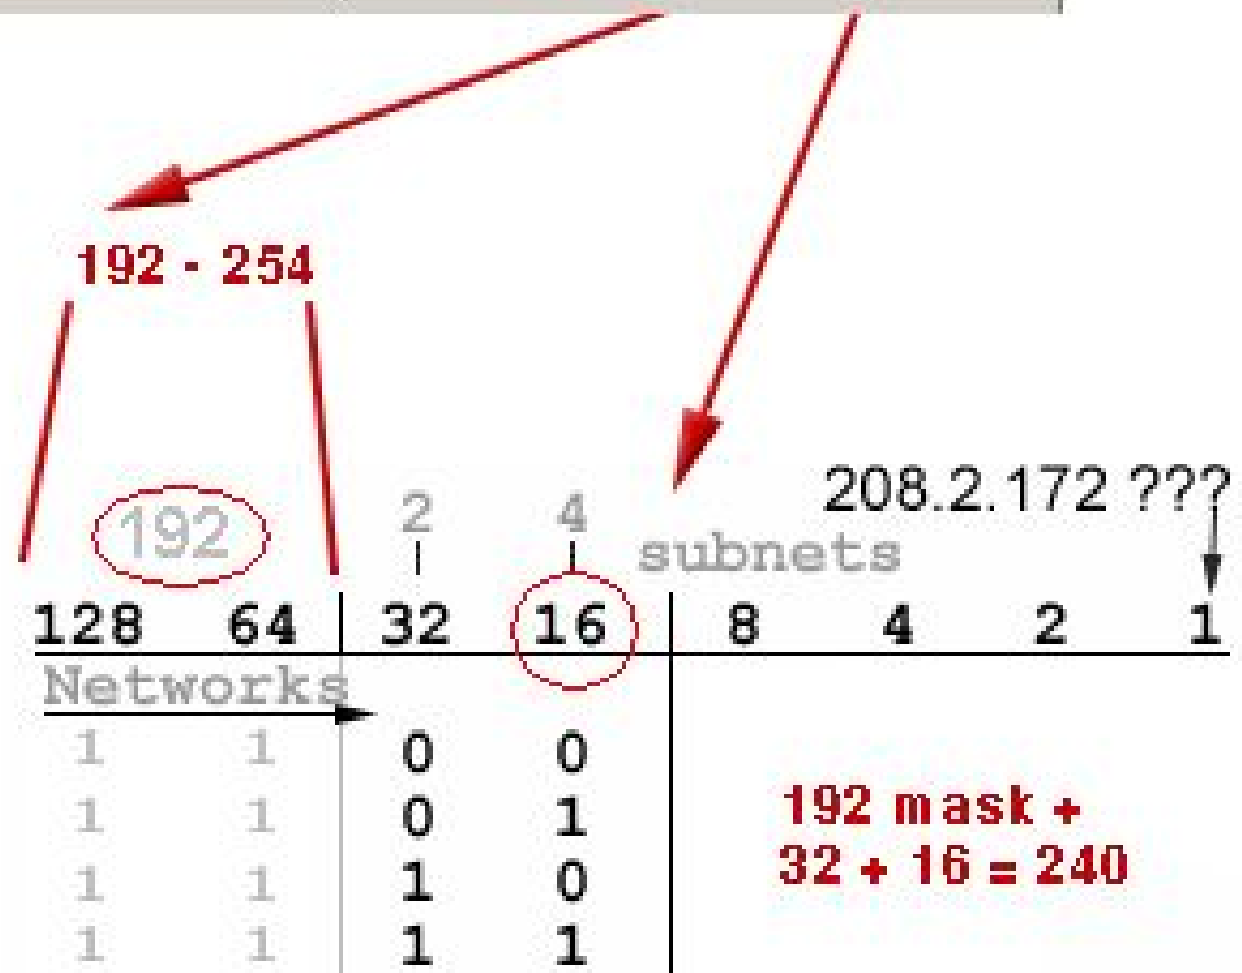 192 - 254
192 2 4 subnets 208.2.172 ???
128 64 32 16 8 4 2 1
Networks
1 1 0 0
1 1 0 1
1 1 1 0
1 1 1 1
192 mask +
32 + 16 = 240